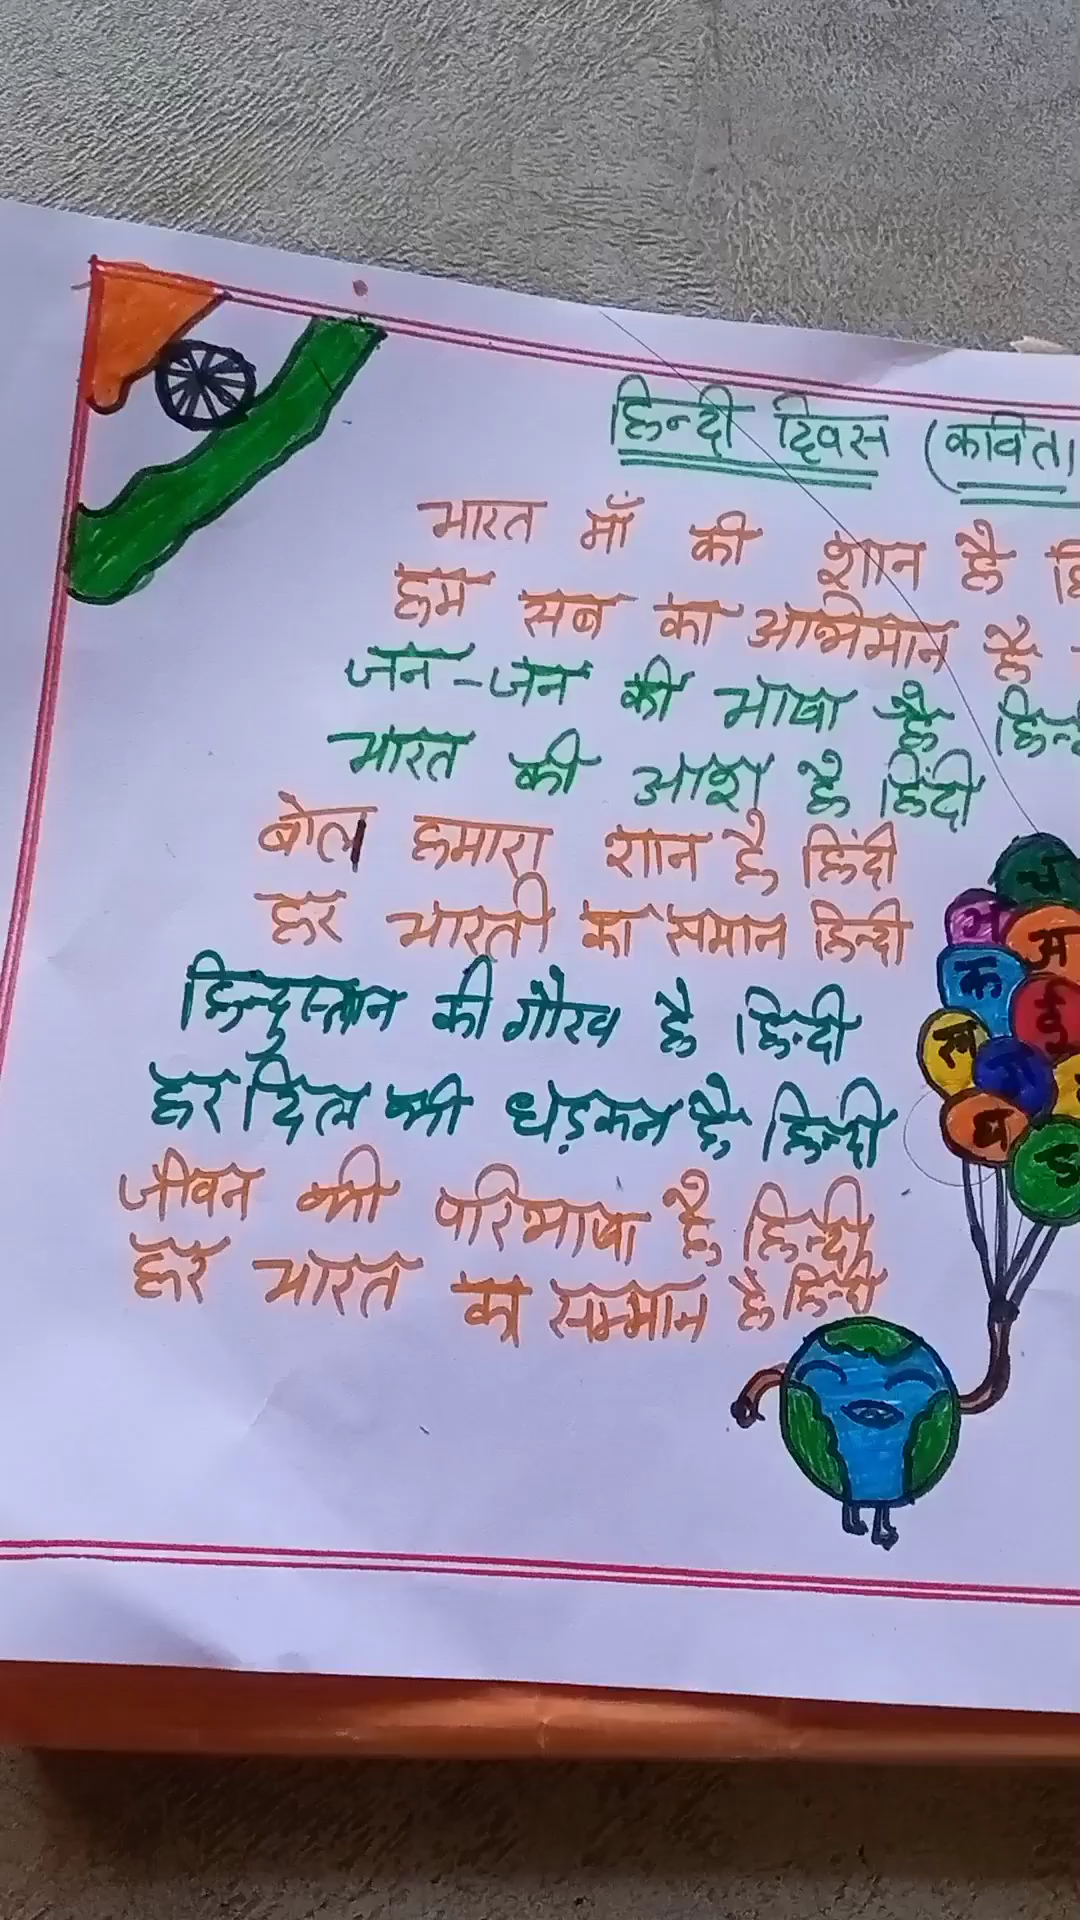 हिन्दी दिवस (कविता
भारत माँ की शान है
हम सब का अभिमान है
जन-जन की भाषा है
भारत की आशा है हिंदी
बोल हमारा शान है हिंदी
हर भारती का समान हिन्दी
हिन्दुस्तान की गौरव है हिन्दी
हर दिल की धड़कन है हिन्दी
जीवन की परिभाषा है हिन्दी
हर भारत का सम्मान है हिन्दी
अ
क
ई